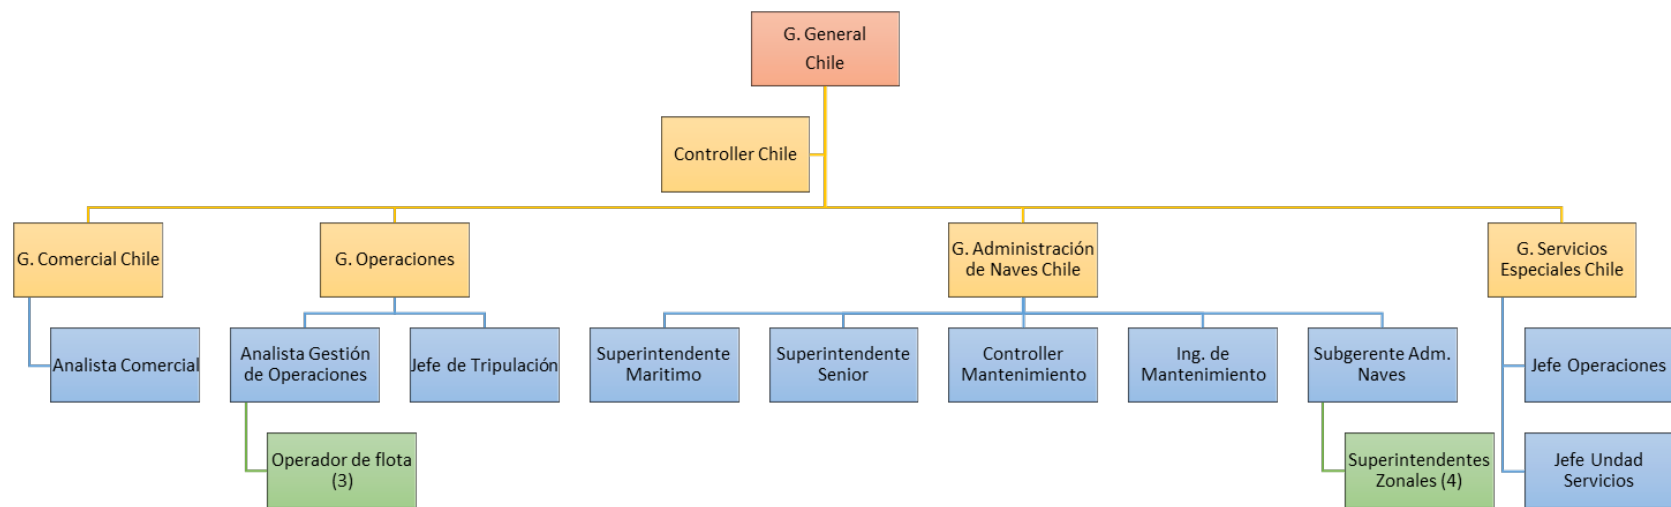 G. General
Chile
Controller Chile
G. Comercial Chile
G. Operaciones
G. Administración
de Naves Chile
G. Servicios
Especiales Chile
Analista Comercial
Analista Gestión
de Operaciones
Jefe de Tripulación
Superintendente
Maritimo
Superintendente
Senior
Controller
Mantenimiento
Ing. de
Mantenimiento
Subgerente Adm.
Naves
Jefe Operaciones
Operador de flota
(3)
Superintendentes
Zonales (4)
Jefe Undad
Servicios